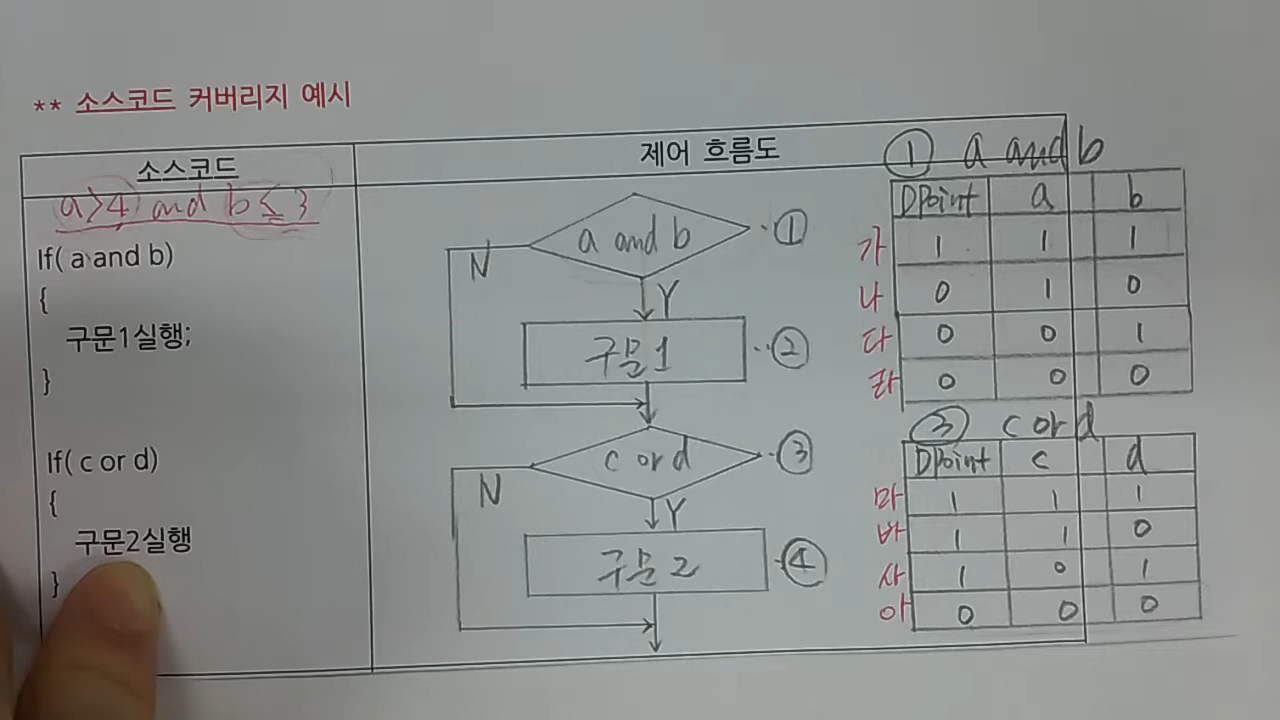 ** 소스코드 커버리지 예시
소스코드
a>4 and b≤3
If( a and b)
{
구문1실행;
}
If( c or d)
{
구문2실행
}
제어 흐름도
a and b
①
N
Y
구문1
②
c or d
③
N
Y
구문2
④
① a and b
DPoint a b
가 1 1 1
나 0 1 0
다 0 0 1
라 0 0 0
③ c or d
DPoint c d
마 1 1 1
바 1 1 0
사 1 0 1
아 0 0 0